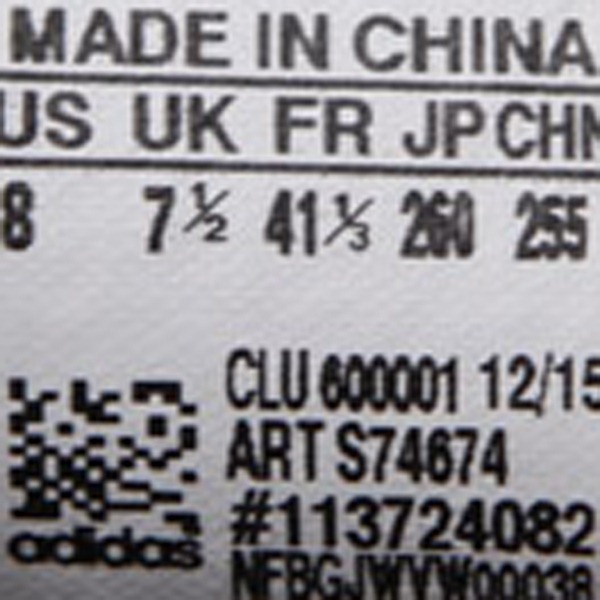 MADE IN CHINA
US UK FR JP CHN
8 7½ 41⅓ 260 255
CLU 600001 12/15
ART S74674
#113724082
adidas
NFBGJWVW00038